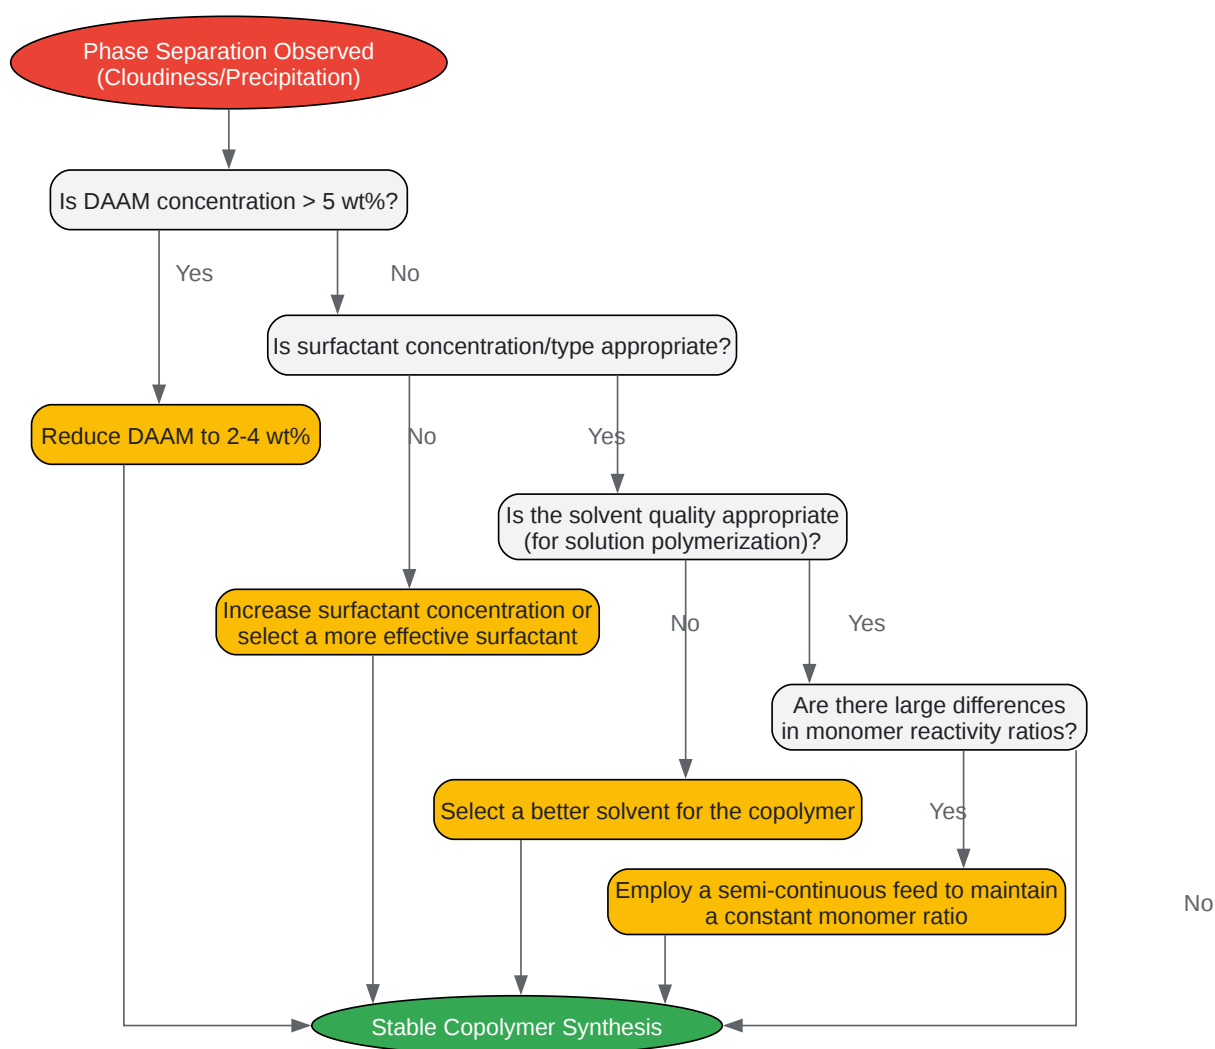 Phase Separation Observed
(Cloudiness/Precipitation)
Is DAAM concentration > 5 wt%?
Yes
No
Is surfactant concentration/type appropriate?
Reduce DAAM to 2-4 wt%
No
Yes
Is the solvent quality appropriate
(for solution polymerization)?
Increase surfactant concentration or
select a more effective surfactant
No
Yes
Are there large differences
in monomer reactivity ratios?
Select a better solvent for the copolymer
Yes
Employ a semi-continuous feed to maintain
a constant monomer ratio
No
Stable Copolymer Synthesis